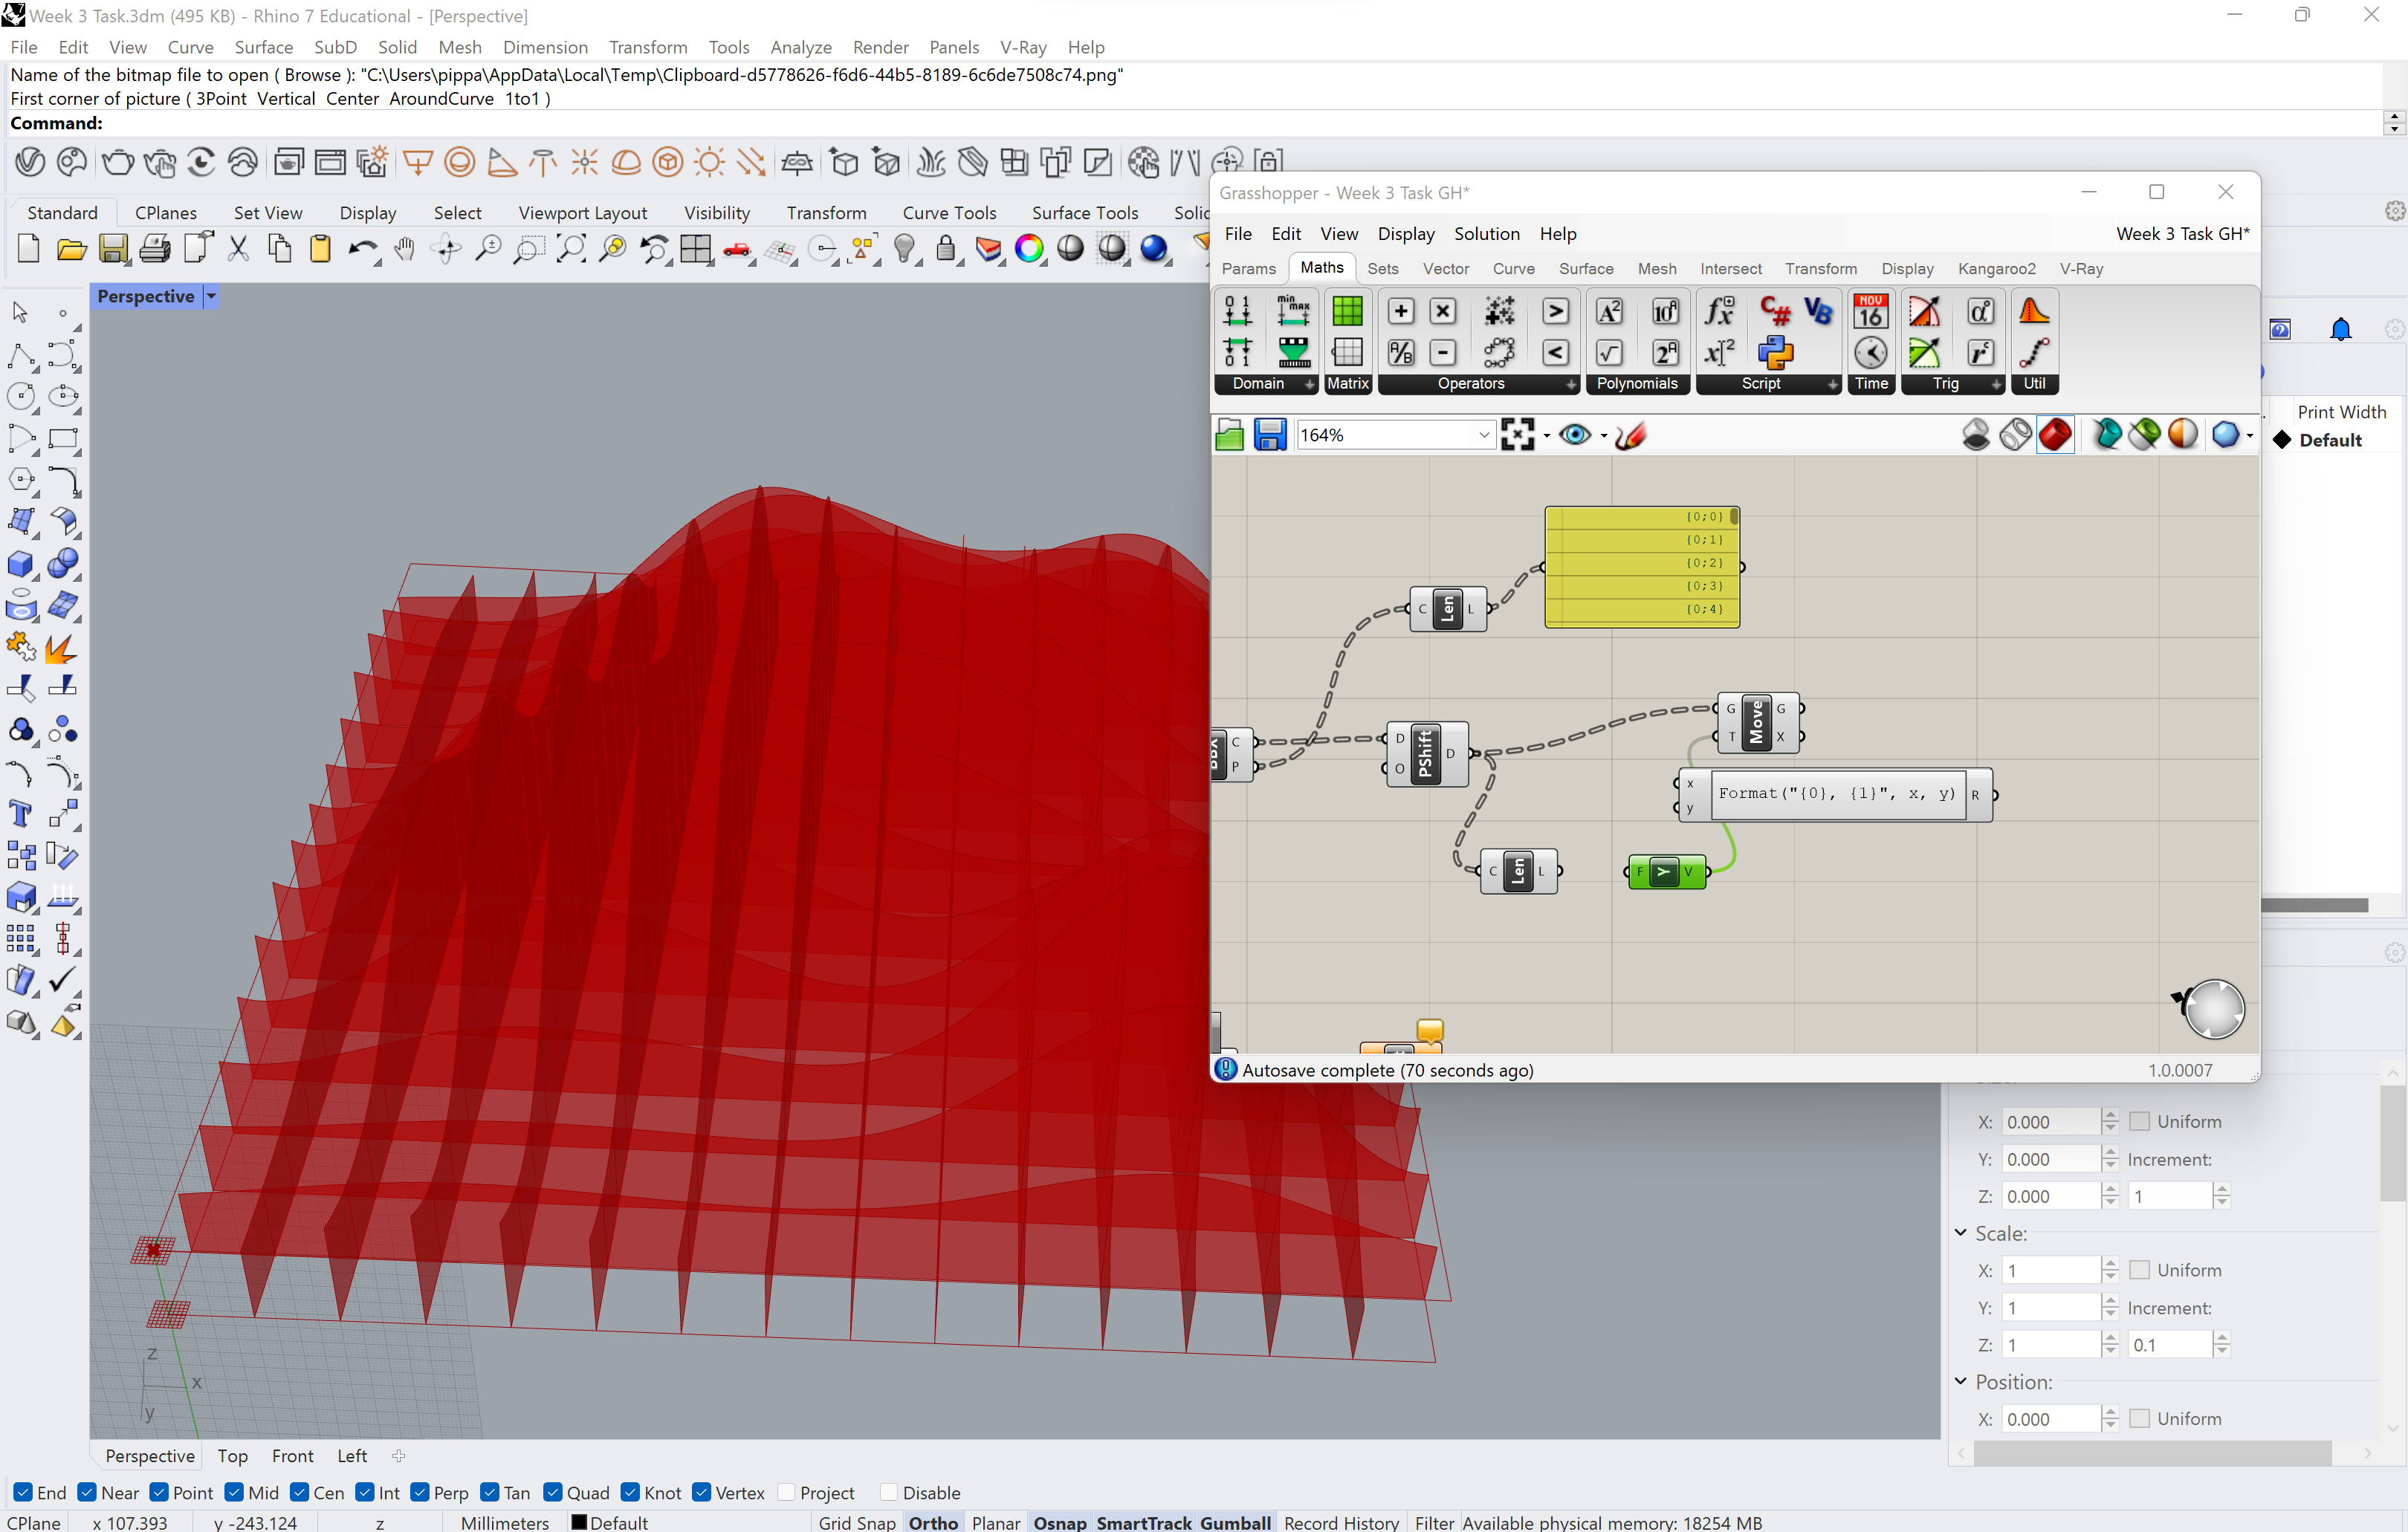 Week 3 Task.3dm (495 KB) - Rhino 7 Educational - [Perspective]
File Edit View Curve Surface SubD Solid Mesh Dimension Transform Tools Analyze Render Panels V-Ray Help
Name of the bitmap file to open ( Browse ): "C:\Users\pippa\AppData\Local\Temp\Clipboard-d5778626-f6d6-44b5-8189-6c6de7508c74.png"
First corner of picture ( 3Point Vertical Center AroundCurve 1to1 )
Command:
Standard CPlanes Set View Display Select Viewport Layout Visibility Transform Curve Tools Surface Tools
Perspective
Grasshopper - Week 3 Task GH*
File Edit View Display Solution Help
Week 3 Task GH*
Params Maths Sets Vector Curve Surface Mesh Intersect Transform Display Kangaroo2 V-Ray
Domain Matrix Operators Polynomials Script Time Trig Util
164%
Print Width
Default
{0;0}
{0;1}
{0;2}
{0;3}
{0;4}
C Len L
G Move G
T X
C
P
D PShift D
O
x
y
Format("{0}, {1}", x, y)
R
C Len L
F Y V
Autosave complete (70 seconds ago)
1.0.0007
X: 0.000 Uniform
Y: 0.000 Increment:
Z: 0.000 1
Scale:
X: 1 Uniform
Y: 1 Increment:
Z: 1 0.1
Position:
X: 0.000 Uniform
z
x
y
Perspective Top Front Left
End Near Point Mid Cen Int Perp Tan Quad Knot Vertex Project Disable
CPlane x 107.393 y -243.124 z Millimeters Default Grid Snap Ortho Planar Osnap SmartTrack Gumball Record History Filter Available physical memory: 18254 MB